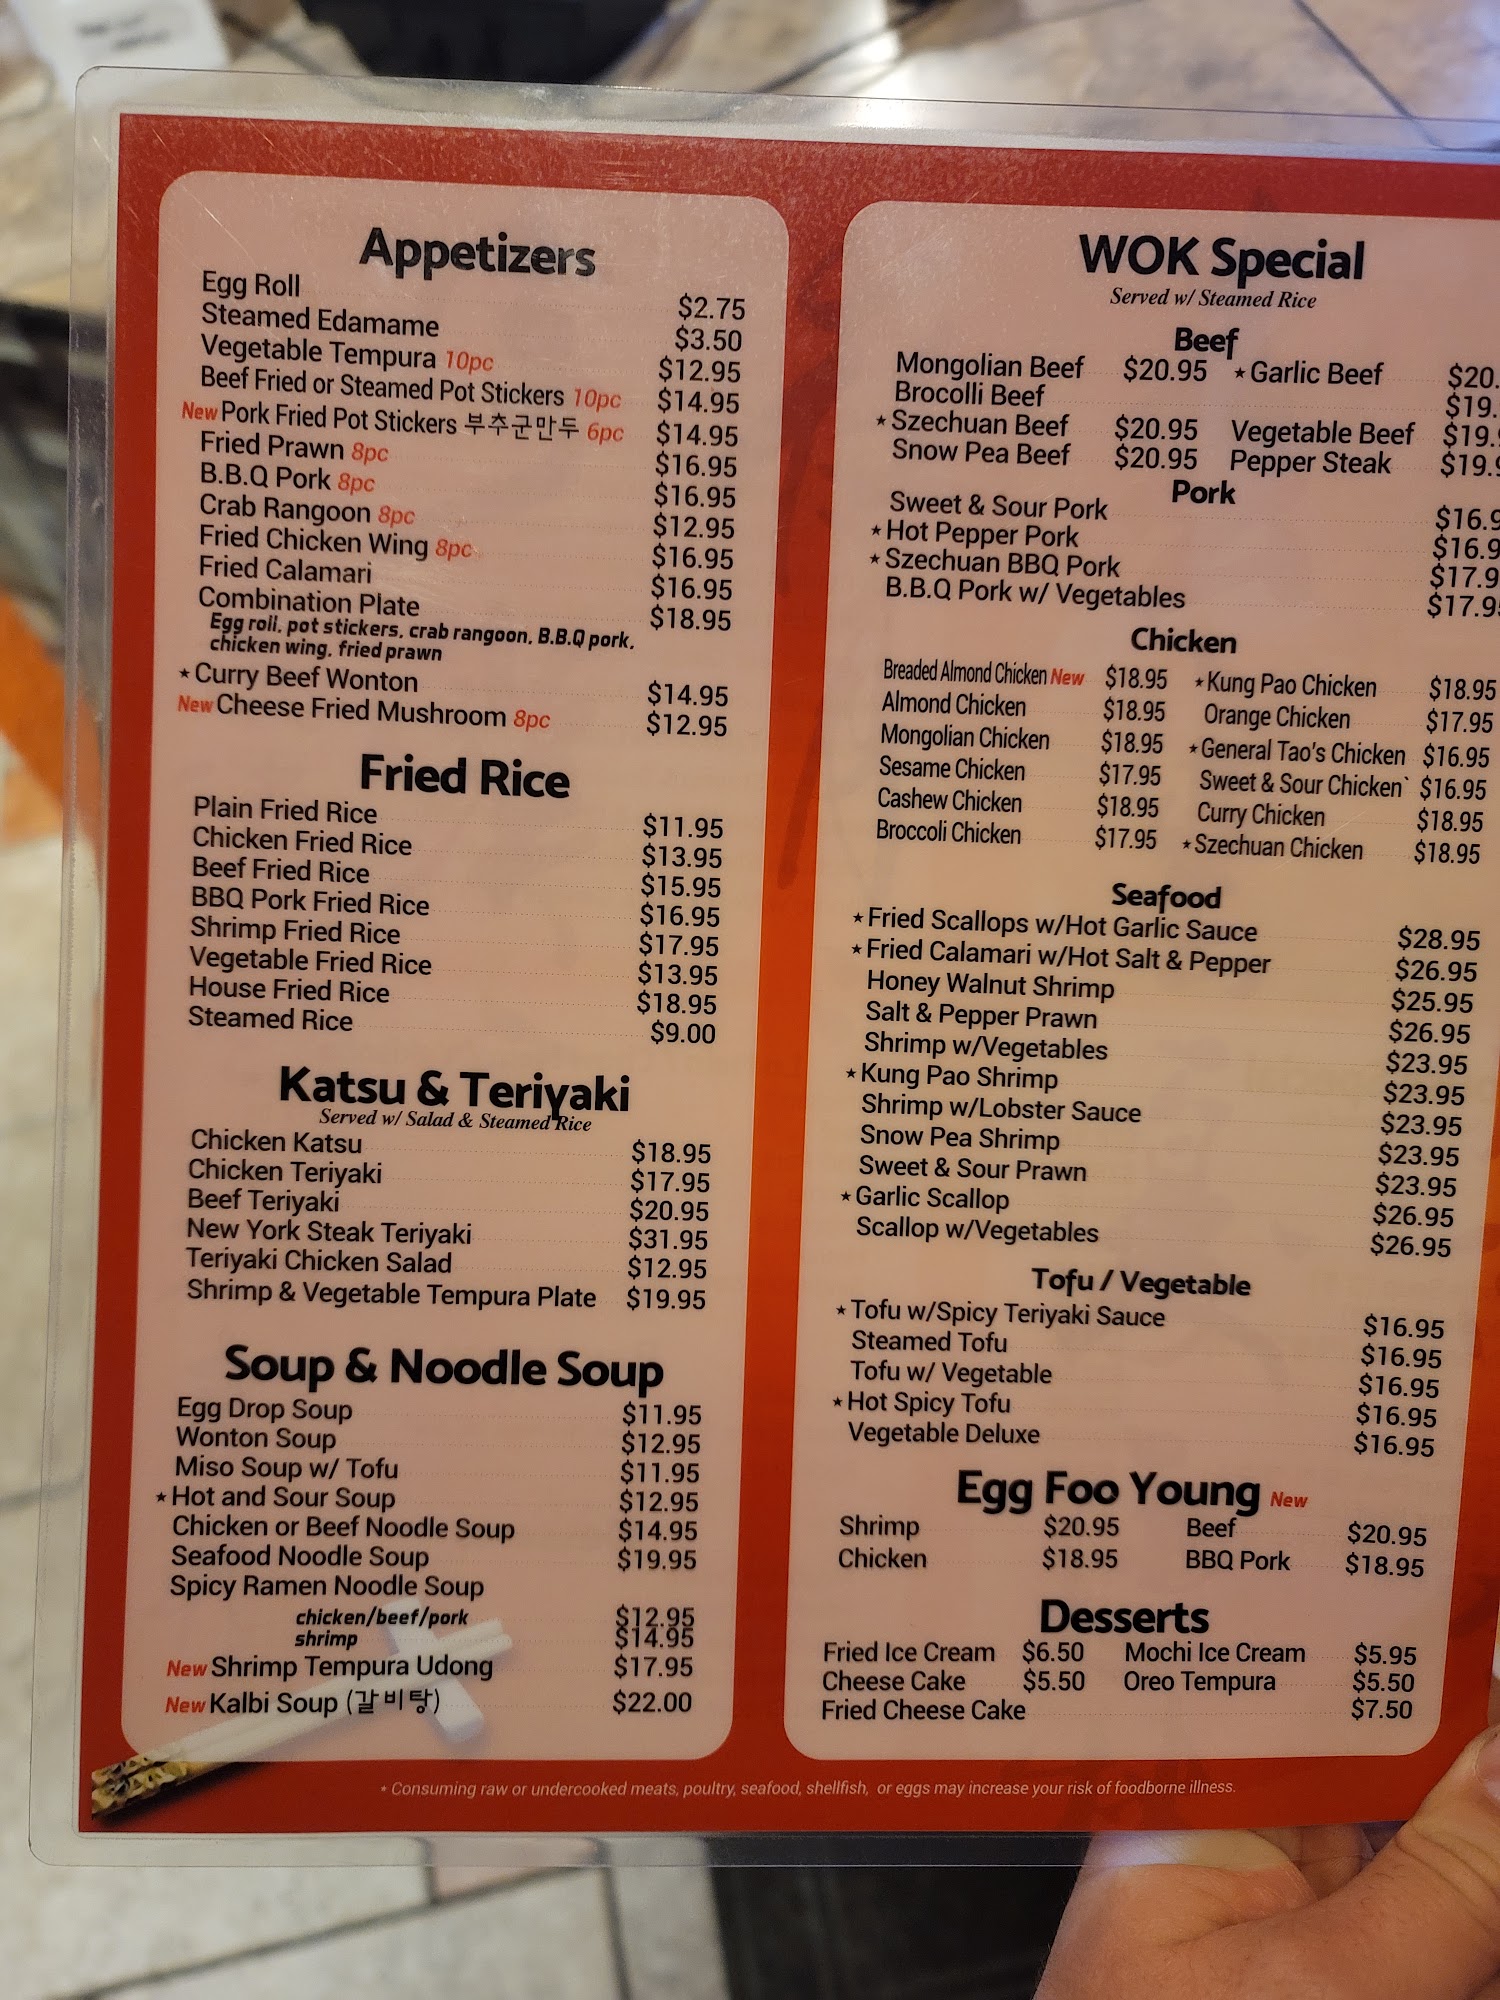 Appetizers
Egg Roll $2.75
Steamed Edamame $3.50
Vegetable Tempura 10pc $12.95
Beef Fried or Steamed Pot Stickers 10pc $14.95
New Pork Fried Pot Stickers 부추군만두 6pc $14.95
Fried Prawn 8pc $16.95
B.B.Q Pork 8pc $16.95
Crab Rangoon 8pc $12.95
Fried Chicken Wing 8pc $16.95
Fried Calamari $16.95
Combination Plate $18.95
Egg roll, pot stickers, crab rangoon, B.B.Q pork,
chicken wing, fried prawn
★ Curry Beef Wonton $14.95
New Cheese Fried Mushroom 8pc $12.95
Fried Rice
Plain Fried Rice $11.95
Chicken Fried Rice $13.95
Beef Fried Rice $15.95
BBQ Pork Fried Rice $16.95
Shrimp Fried Rice $17.95
Vegetable Fried Rice $13.95
House Fried Rice $18.95
Steamed Rice $9.00
Katsu & Teriyaki
Served w/ Salad & Steamed Rice
Chicken Katsu $18.95
Chicken Teriyaki $17.95
Beef Teriyaki $20.95
New York Steak Teriyaki $31.95
Teriyaki Chicken Salad $12.95
Shrimp & Vegetable Tempura Plate $19.95
Soup & Noodle Soup
Egg Drop Soup $11.95
Wonton Soup $12.95
Miso Soup w/ Tofu $11.95
★ Hot and Sour Soup $12.95
Chicken or Beef Noodle Soup $14.95
Seafood Noodle Soup $19.95
Spicy Ramen Noodle Soup
chicken/beef/pork $12.95
shrimp $14.95
New Shrimp Tempura Udong $17.95
New Kalbi Soup (갈비탕) $22.00
WOK Special
Served w/ Steamed Rice
Beef
Mongolian Beef $20.95 ★ Garlic Beef $20.
Brocolli Beef $19.
★ Szechuan Beef $20.95 Vegetable Beef $19.9
Snow Pea Beef $20.95 Pepper Steak $19.9
Pork
Sweet & Sour Pork $16.9
★ Hot Pepper Pork $16.9
★ Szechuan BBQ Pork $17.9
B.B.Q Pork w/ Vegetables $17.95
Chicken
Breaded Almond Chicken New $18.95 ★ Kung Pao Chicken $18.95
Almond Chicken $18.95 Orange Chicken $17.95
Mongolian Chicken $18.95 ★ General Tao's Chicken $16.95
Sesame Chicken $17.95 Sweet & Sour Chicken` $16.95
Cashew Chicken $18.95 Curry Chicken $18.95
Broccoli Chicken $17.95 ★ Szechuan Chicken $18.95
Seafood
★ Fried Scallops w/Hot Garlic Sauce $28.95
★ Fried Calamari w/Hot Salt & Pepper $26.95
Honey Walnut Shrimp $25.95
Salt & Pepper Prawn $26.95
Shrimp w/Vegetables $23.95
★ Kung Pao Shrimp $23.95
Shrimp w/Lobster Sauce $23.95
Snow Pea Shrimp $23.95
Sweet & Sour Prawn $23.95
★ Garlic Scallop $26.95
Scallop w/Vegetables $26.95
Tofu / Vegetable
★ Tofu w/Spicy Teriyaki Sauce $16.95
Steamed Tofu $16.95
Tofu w/ Vegetable $16.95
★ Hot Spicy Tofu $16.95
Vegetable Deluxe $16.95
Egg Foo Young New
Shrimp $20.95 Beef $20.95
Chicken $18.95 BBQ Pork $18.95
Desserts
Fried Ice Cream $6.50 Mochi Ice Cream $5.95
Cheese Cake $5.50 Oreo Tempura $5.50
Fried Cheese Cake $7.50
* Consuming raw or undercooked meats, poultry, seafood, shellfish, or eggs may increase your risk of foodborne illness.